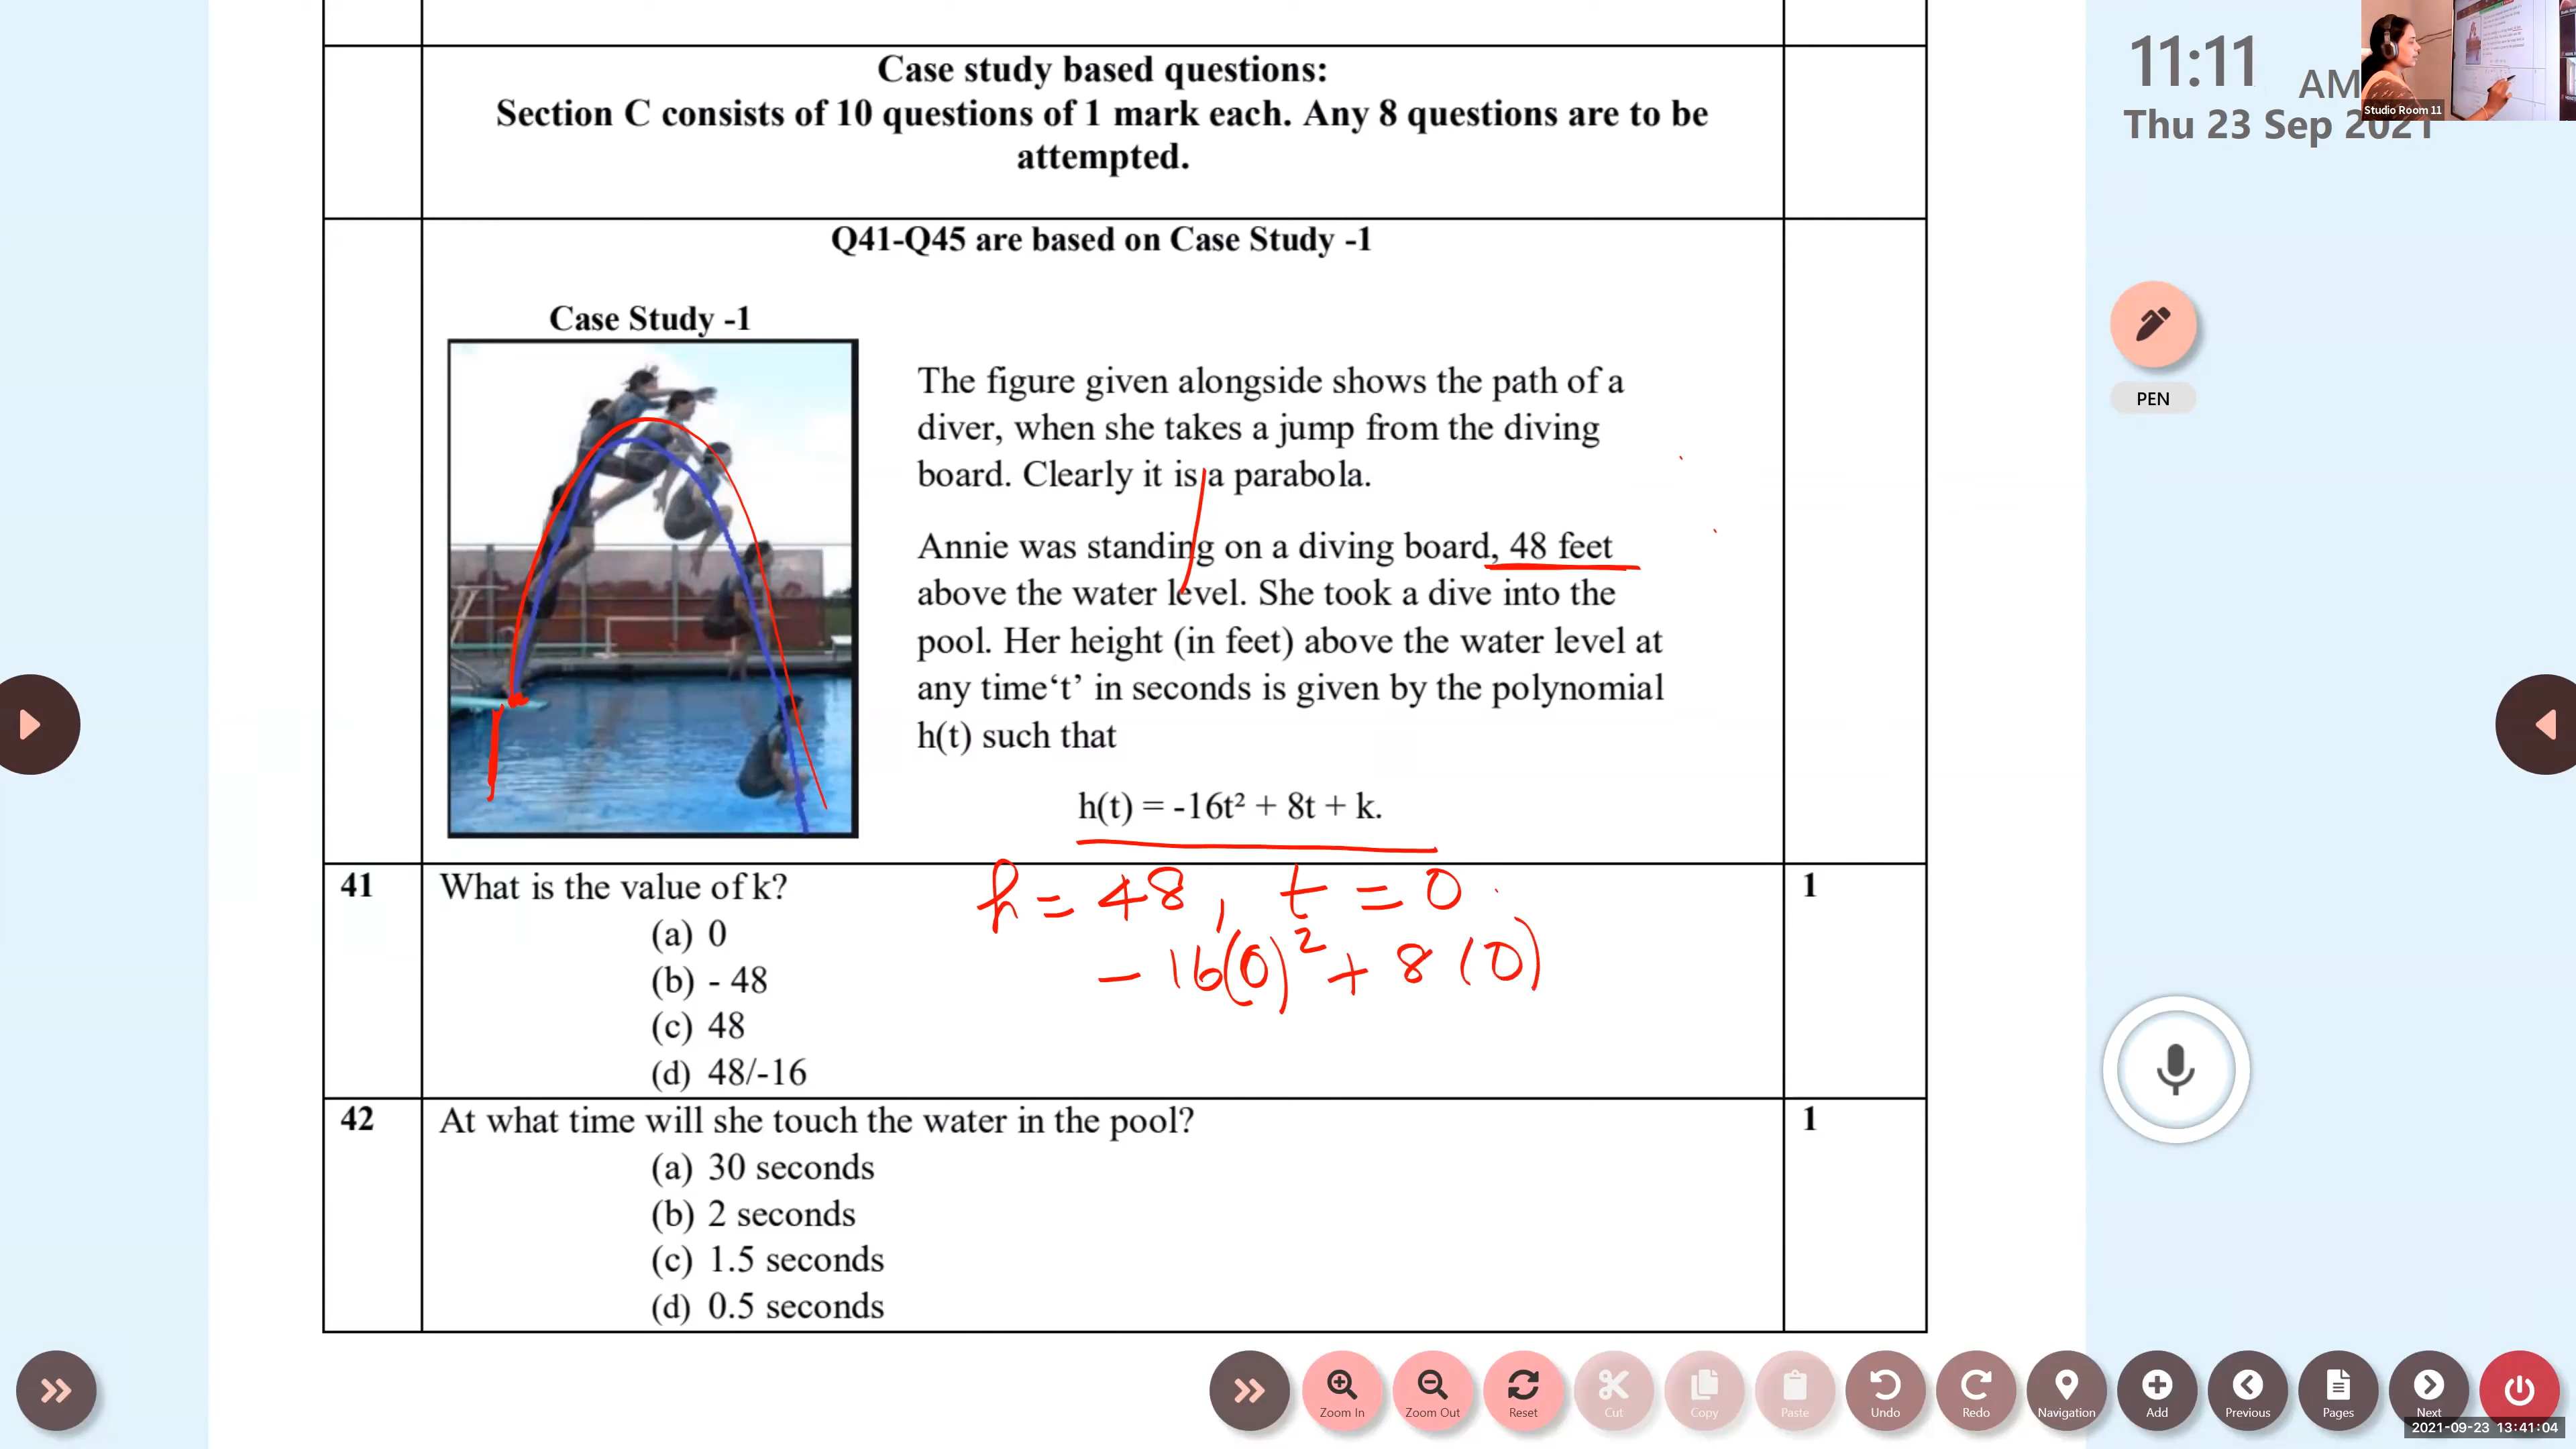 Case study based questions:
Section C consists of 10 questions of 1 mark each. Any 8 questions are to be
attempted.
11:11 AM
Thu 23 Sep 2021
Studio Room 11
Q41-Q45 are based on Case Study -1
Case Study -1
The figure given alongside shows the path of a
diver, when she takes a jump from the diving
board. Clearly it is a parabola.
Annie was standing on a diving board, 48 feet
above the water level. She took a dive into the
pool. Her height (in feet) above the water level at
any time‘t’ in seconds is given by the polynomial
h(t) such that
h(t) = -16t² + 8t + k.
PEN
41 What is the value of k? 1
h = 48, t = 0
- 16(0)² + 8 (0)
(a) 0
(b) - 48
(c) 48
(d) 48/-16
42 At what time will she touch the water in the pool? 1
(a) 30 seconds
(b) 2 seconds
(c) 1.5 seconds
(d) 0.5 seconds
Zoom In Zoom Out Reset Cut Copy Paste Undo Redo Navigation Add Previous Pages Next
2021-09-23 13:41:04